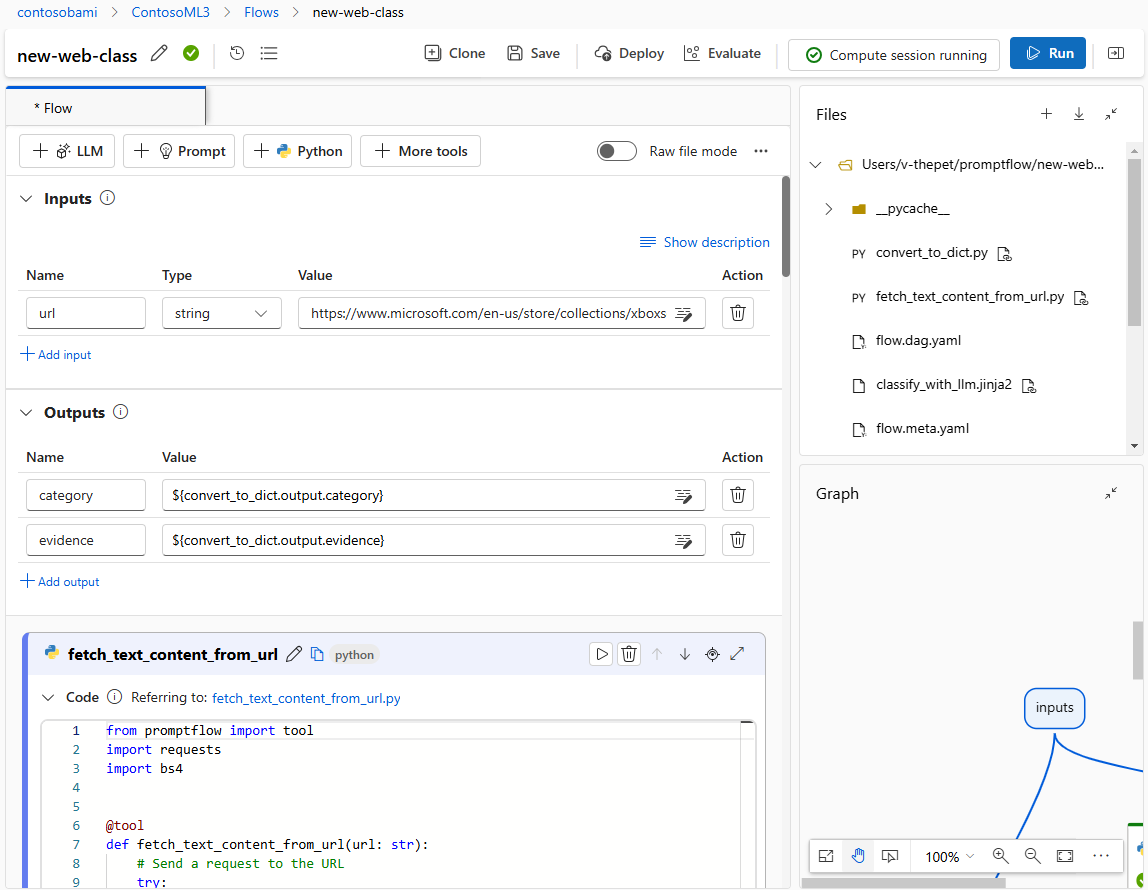 contosobami > ContosoML3 > Flows > new-web-class
new-web-class
Clone Save Deploy Evaluate Compute session running Run
* Flow
LLM Prompt Python More tools Raw file mode
Inputs
Show description
Name Type Value Action
url string https://www.microsoft.com/en-us/store/collections/xboxs
Add input
Outputs
Name Value Action
category ${convert_to_dict.output.category}
evidence ${convert_to_dict.output.evidence}
Add output
fetch_text_content_from_url python
Code Referring to: fetch_text_content_from_url.py
1 from promptflow import tool
2 import requests
3 import bs4
4
5
6 @tool
7 def fetch_text_content_from_url(url: str):
8 # Send a request to the URL
9 try:
Files
Users/v-thepet/promptflow/new-web...
__pycache__
PY convert_to_dict.py
PY fetch_text_content_from_url.py
flow.dag.yaml
classify_with_llm.jinja2
flow.meta.yaml
Graph
inputs
100%